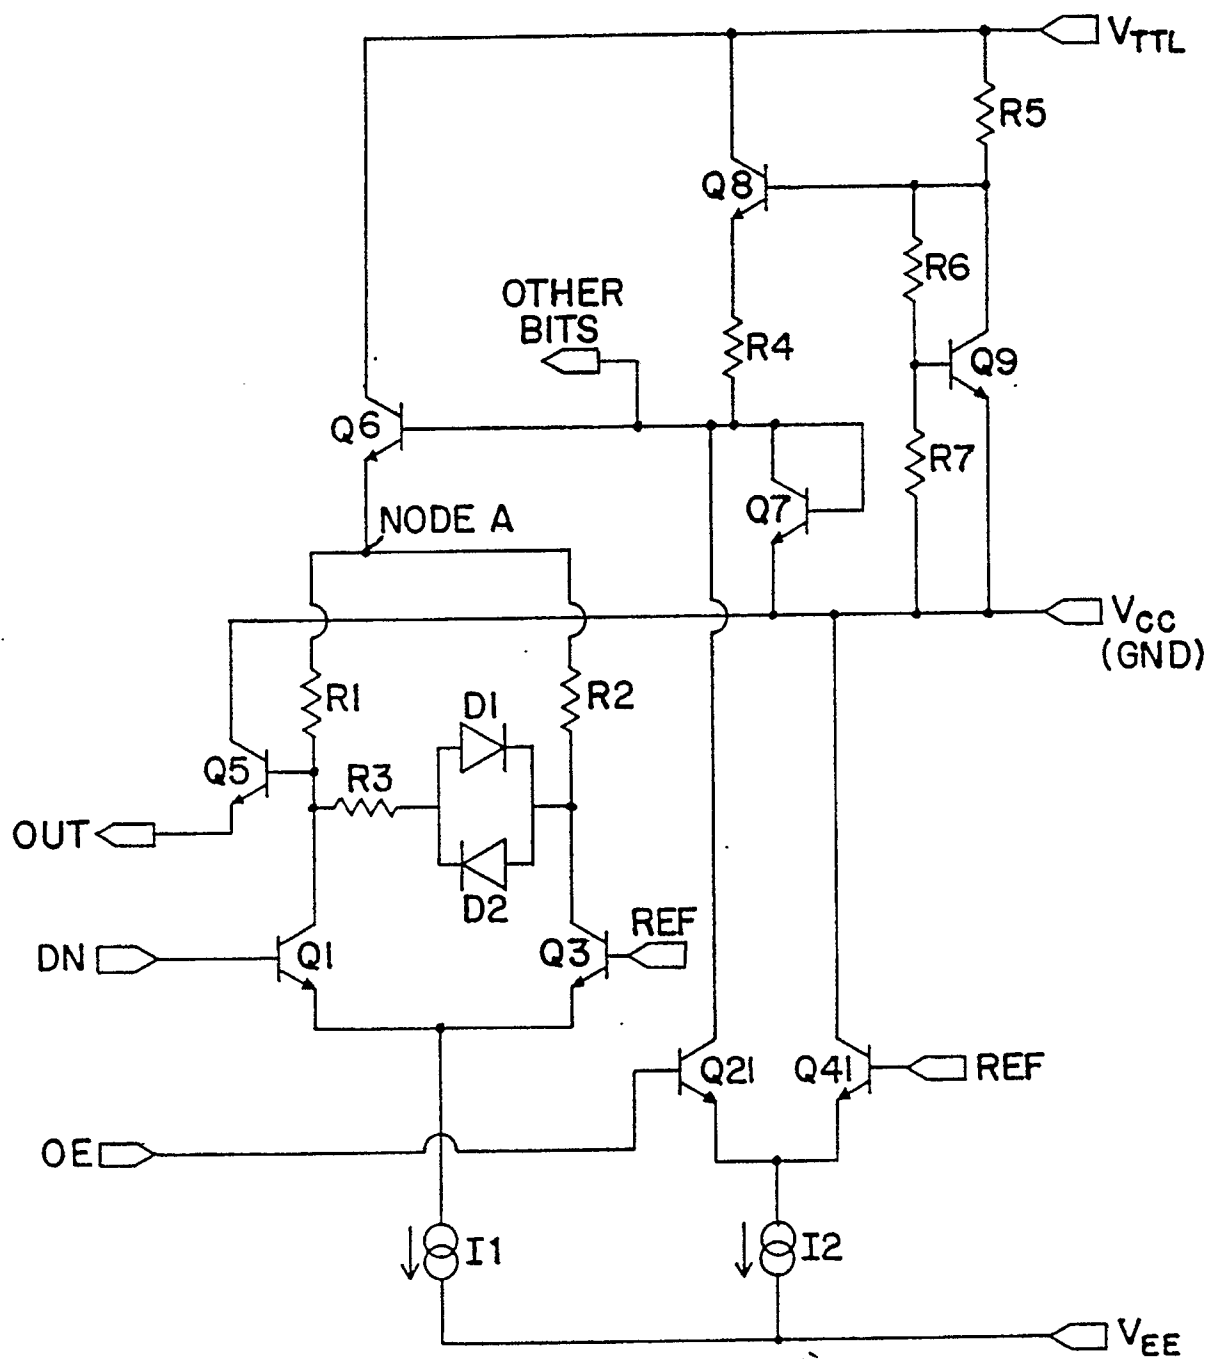 VTTL
R5
Q8
R6
OTHER
BITS
R4
Q9
Q6
R7
Q7
NODE A
VCC
(GND)
R1
R2
D1
Q5
R3
OUT
D2
REF
DN
Q1
Q3
Q21
Q41
REF
OE
I1
I2
VEE